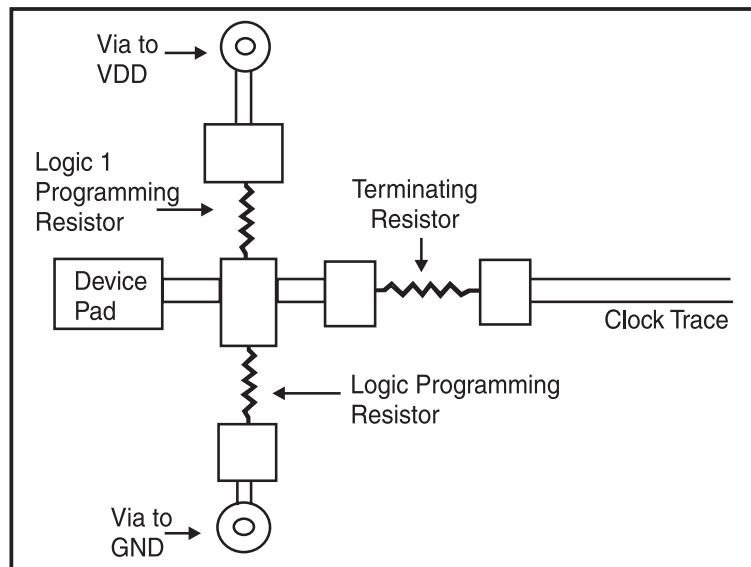 Via to
VDD
Logic 1
Programming
Resistor
Terminating
Resistor
Device
Pad
Clock Trace
Logic Programming
Resistor
Via to
GND